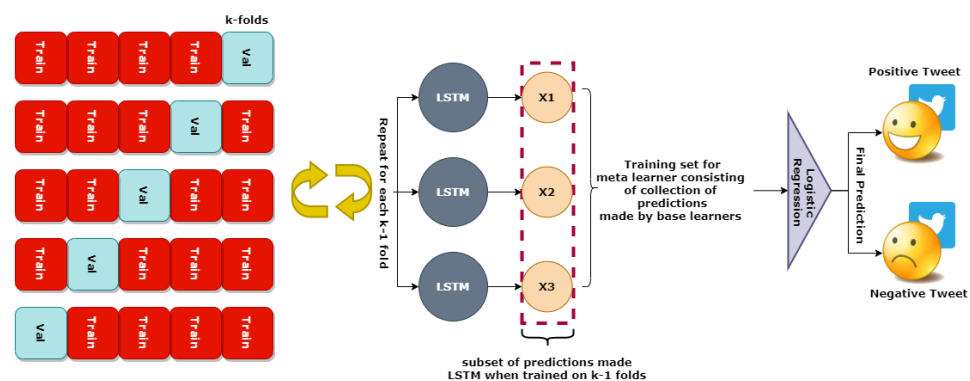 k-folds
Train Train Train Train Val
Train Train Train Val Train
Train Train Val Train Train
Train Val Train Train Train
Val Train Train Train Train
Repeat for
each k-1 fold
LSTM
LSTM
LSTM
X1
X2
X3
subset of predictions made
LSTM when trained on k-1 folds
Training set for
meta learner consisting
of collection of
predictions
made by base learners
Logistic
Regression
Final Prediction
Positive Tweet
Negative Tweet